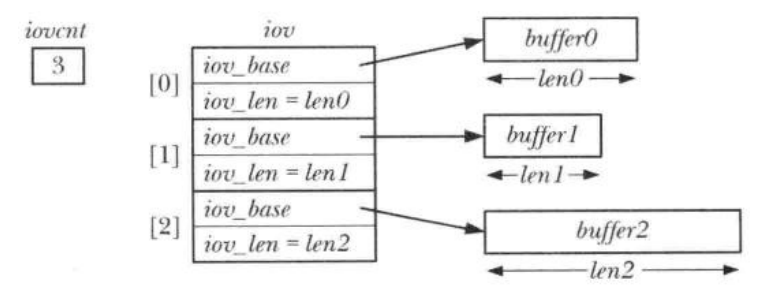 iovcnt
3
iov
[0]
iov_base
iov_len = len0
[1]
iov_base
iov_len = len1
[2]
iov_base
iov_len = len2
buffer0
len0
buffer1
len1
buffer2
len2